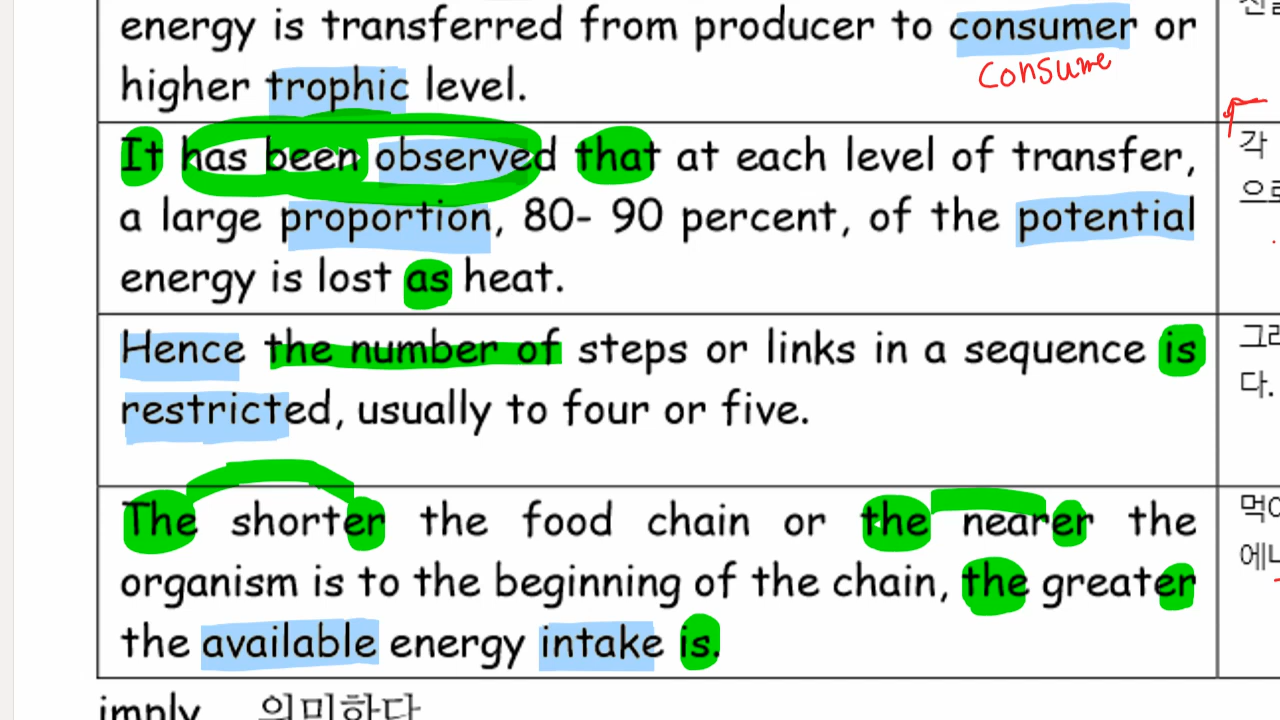 energy is transferred from producer to consumer or
consume
higher trophic level.
It has been observed that at each level of transfer,
a large proportion, 80- 90 percent, of the potential
energy is lost as heat.
각
으로
Hence the number of steps or links in a sequence is
restricted, usually to four or five.
다.
The shorter the food chain or the nearer the
organism is to the beginning of the chain, the greater
the available energy intake is.
imply 의미하다